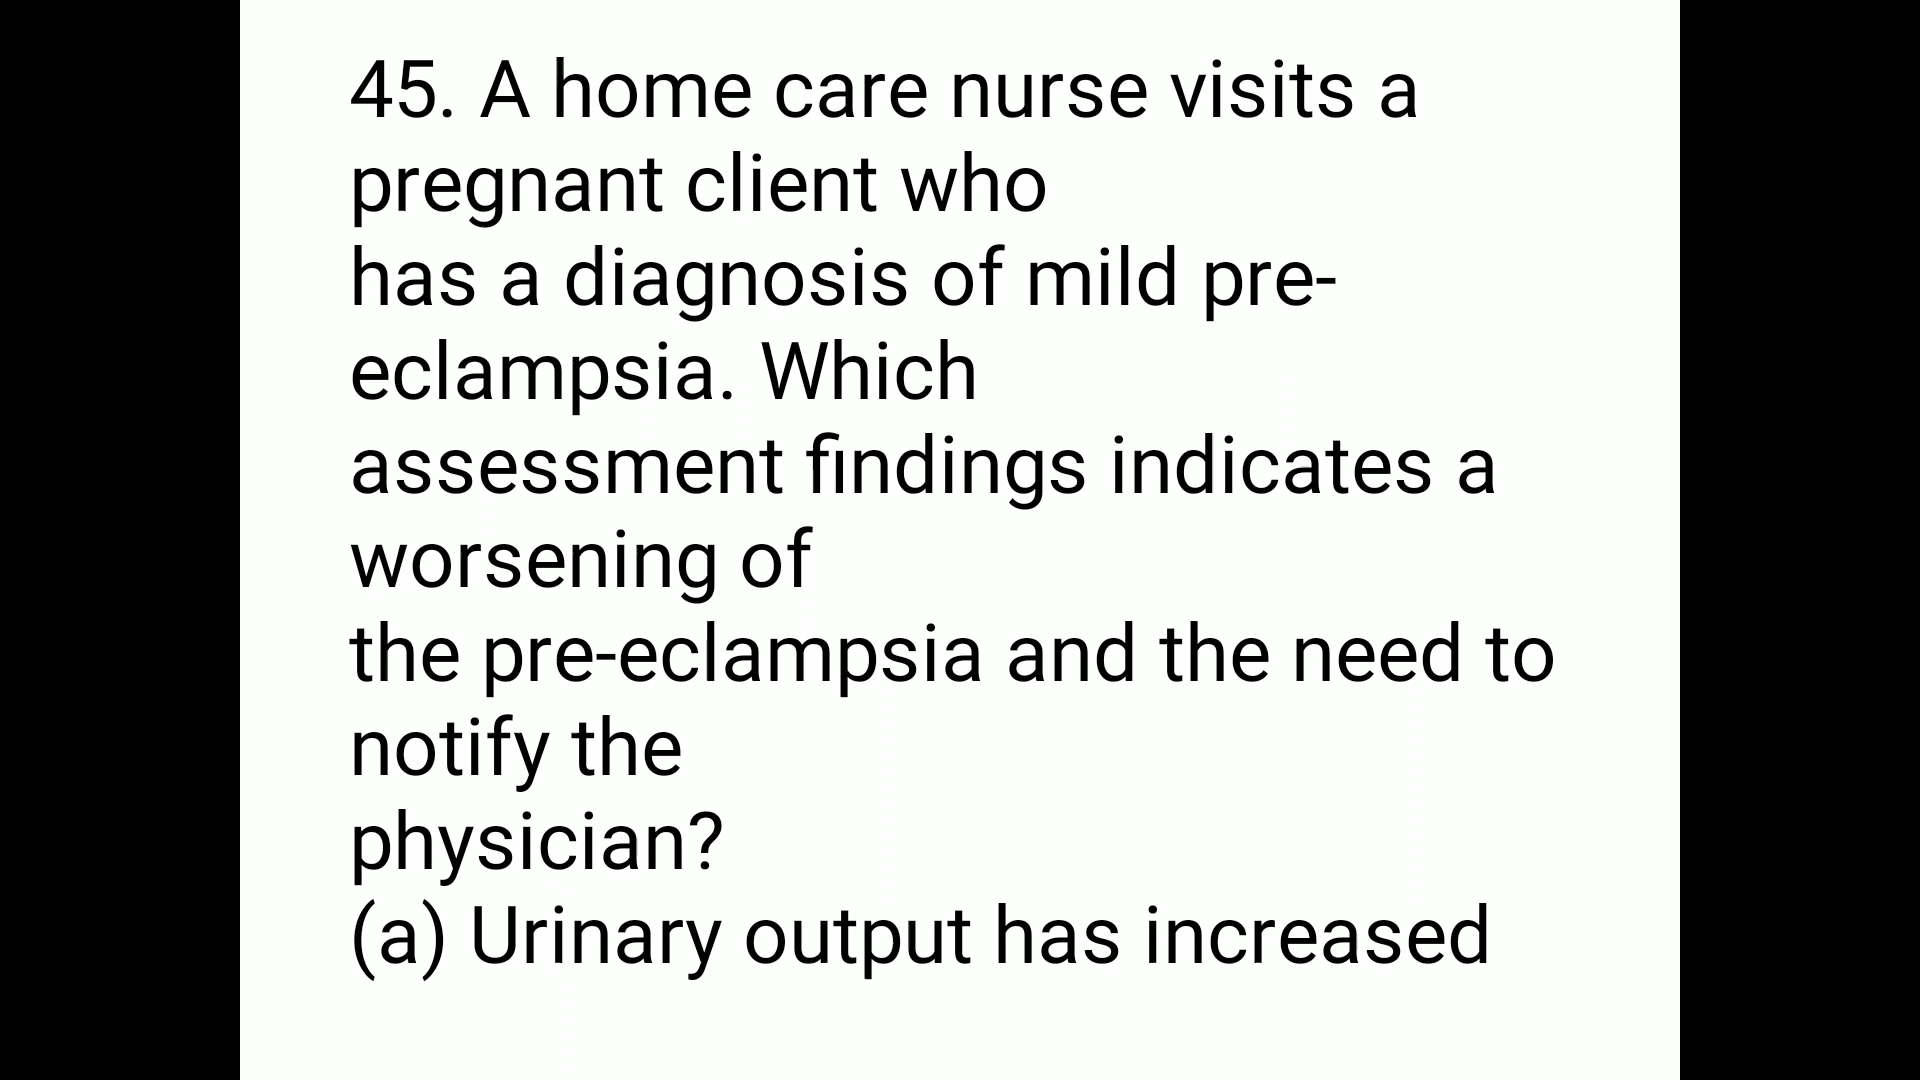 45. A home care nurse visits a
pregnant client who
has a diagnosis of mild pre-
eclampsia. Which
assessment findings indicates a
worsening of
the pre-eclampsia and the need to
notify the
physician?
(a) Urinary output has increased